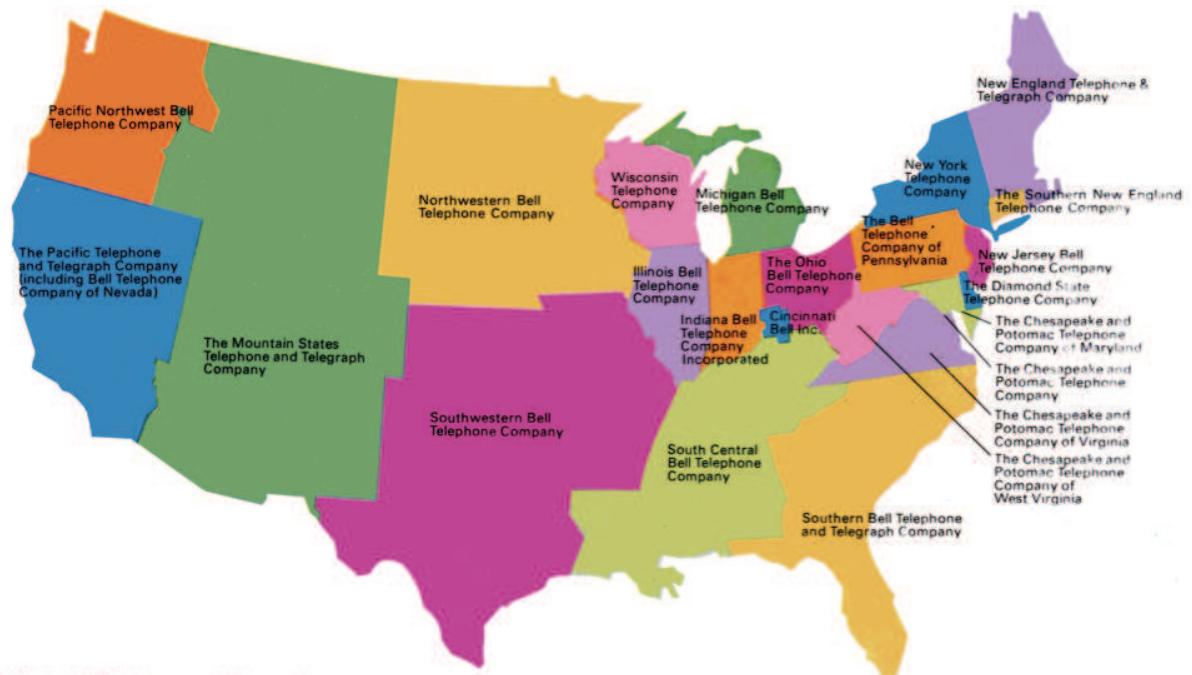 Pacific Northwest Bell
Telephone Company
The Pacific Telephone
and Telegraph Company
(including Bell Telephone
Company of Nevada)
The Mountain States
Telephone and Telegraph
Company
Northwestern Bell
Telephone Company
Southwestern Bell
Telephone Company
Wisconsin
Telephone
Company
Michigan Bell
Telephone Company
Illinois Bell
Telephone
Company
Indiana Bell
Telephone
Company
Incorporated
The Ohio
Bell Telephone
Company
Cincinnati
Bell Inc.
South Central
Bell Telephone
Company
Southern Bell Telephone
and Telegraph Company
The Bell
Telephone
Company of
Pennsylvania
New York
Telephone
Company
New England Telephone &
Telegraph Company
The Southern New England
Telephone Company
New Jersey Bell
Telephone Company
The Diamond State
Telephone Company
The Chesapeake and
Potomac Telephone
Company of Maryland
The Chesapeake and
Potomac Telephone
Company
The Chesapeake and
Potomac Telephone
Company of Virginia
The Chesapeake and
Potomac Telephone
Company of
West Virginia